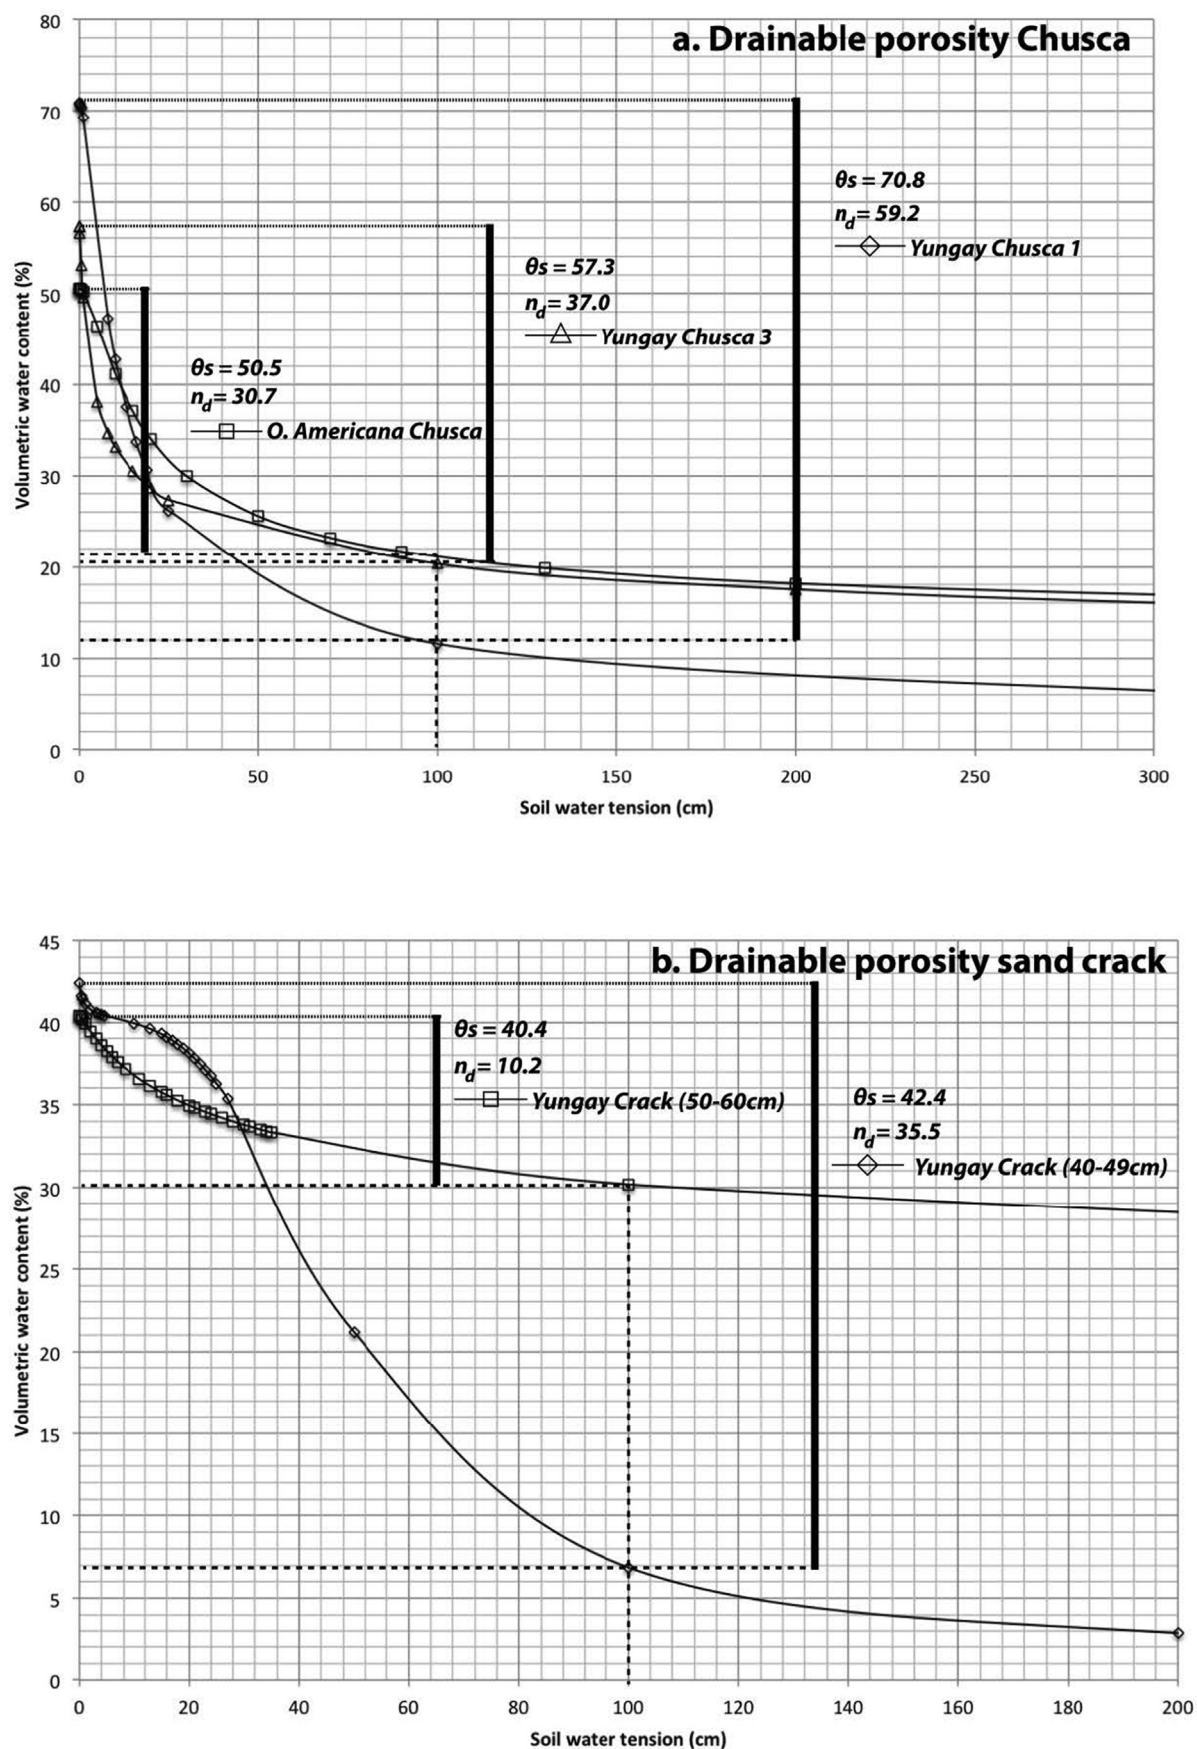 a. Drainable porosity Chusca
80
70
60
50
40
30
20
10
0
Volumetric water content (%)
θs = 70.8
nd= 59.2
Yungay Chusca 1
θs = 57.3
nd= 37.0
Yungay Chusca 3
θs = 50.5
nd= 30.7
O. Americana Chusca
0 50 100 150 200 250 300
Soil water tension (cm)
b. Drainable porosity sand crack
45
40
35
30
25
20
15
10
5
0
Volumetric water content (%)
θs = 40.4
nd= 10.2
Yungay Crack (50-60cm)
θs = 42.4
nd= 35.5
Yungay Crack (40-49cm)
0 20 40 60 80 100 120 140 160 180 200
Soil water tension (cm)